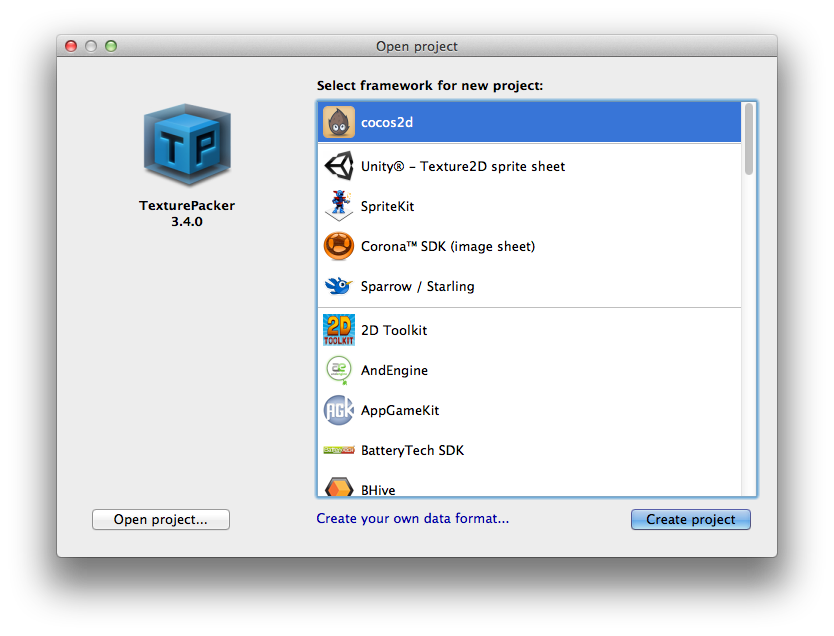 Open project
Select framework for new project:
cocos2d
Unity® - Texture2D sprite sheet
SpriteKit
Corona™ SDK (image sheet)
Sparrow / Starling
2D TOOLKIT
2D Toolkit
AndEngine
AGK
AppGameKit
BatteryTech SDK
BHive
TP
TexturePacker
3.4.0
Open project...
Create your own data format...
Create project